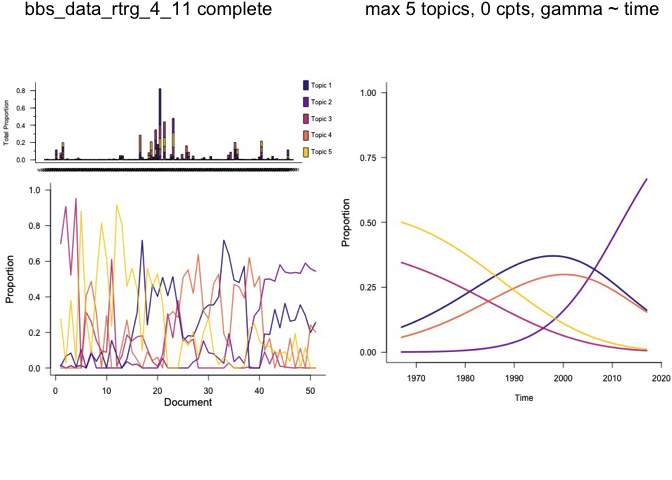 bbs_data_rtrg_4_11 complete
max 5 topics, 0 cpts, gamma ~ time
Total Proportion
0.8
0.6
0.4
0.2
0.0
Topic 1
Topic 2
Topic 3
Topic 4
Topic 5
Proportion
1.0
0.8
0.6
0.4
0.2
0.0
0 10 20 30 40 50
Document
Proportion
1.00
0.75
0.50
0.25
0.00
1970 1980 1990 2000 2010 2020
Time